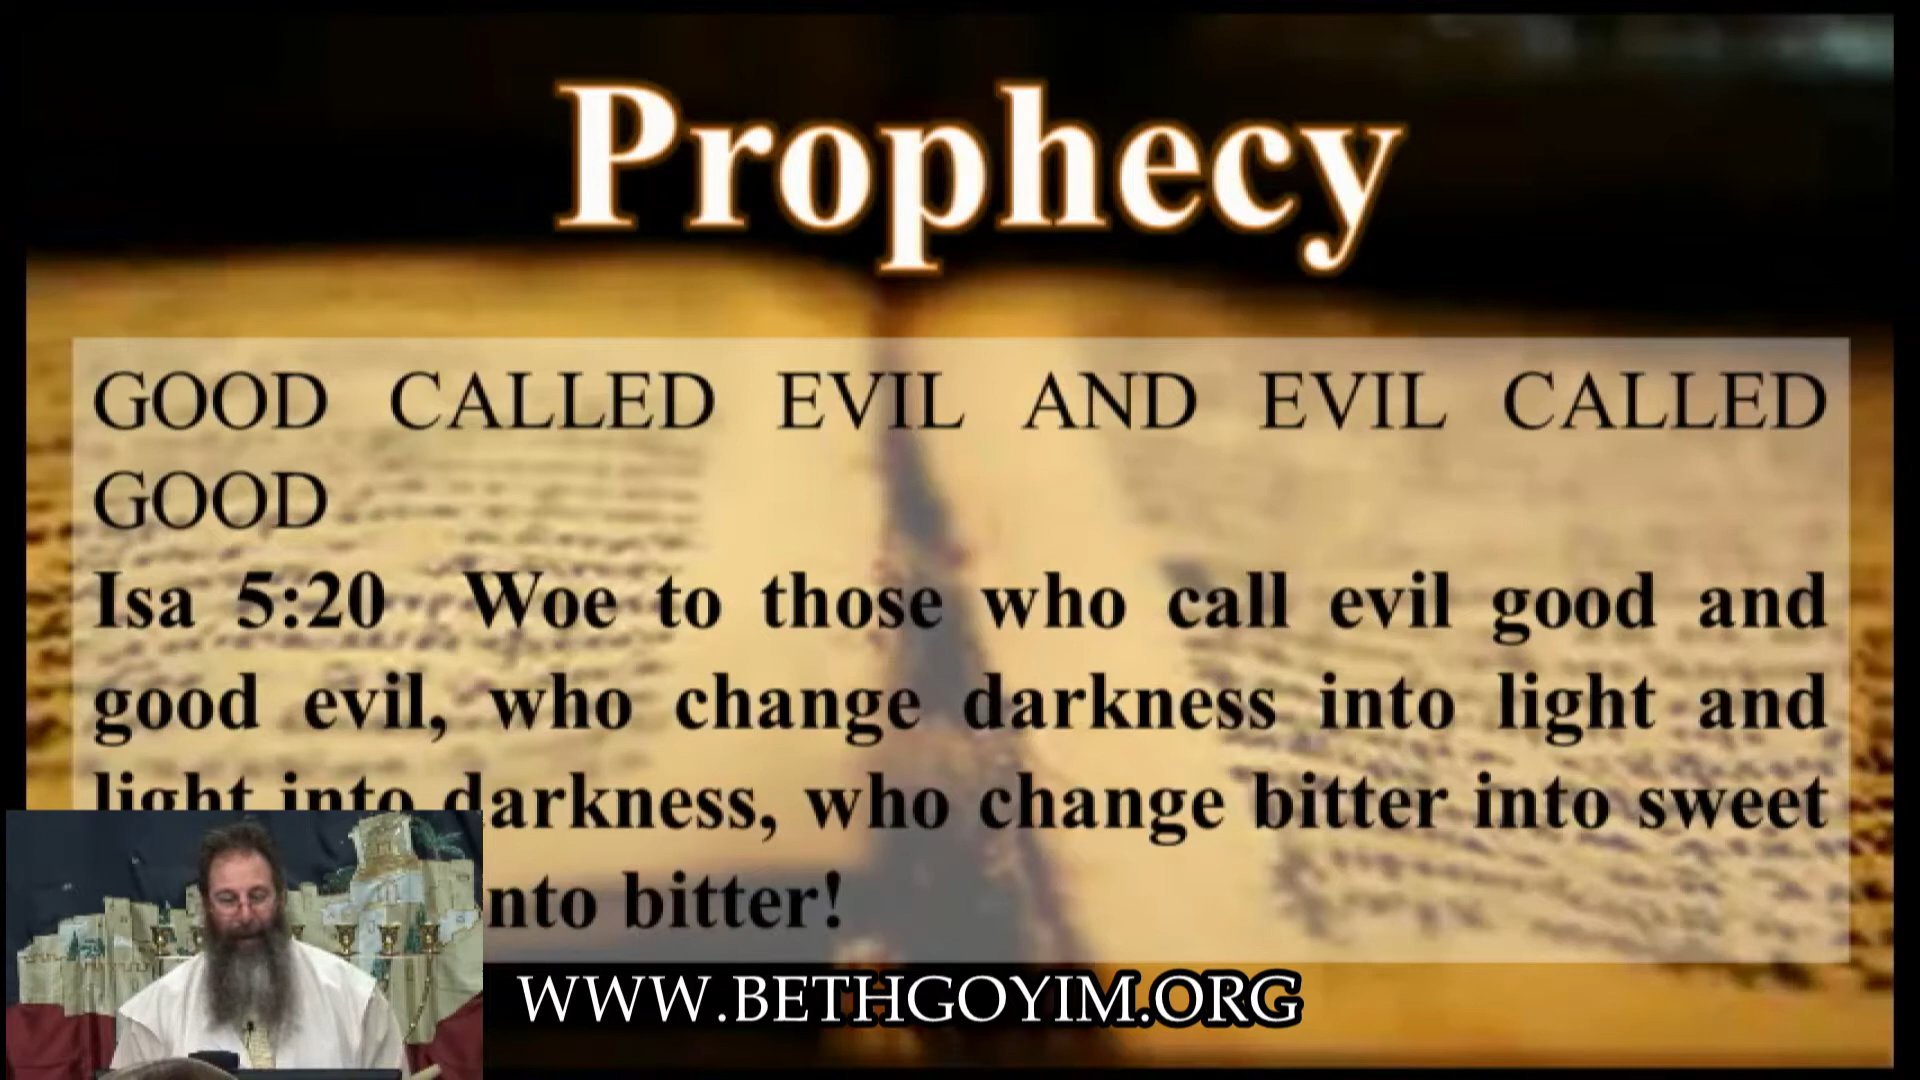 Prophecy
GOOD CALLED EVIL AND EVIL CALLED
GOOD
Isa 5:20 Woe to those who call evil good and
good evil, who change darkness into light and
light into darkness, who change bitter into sweet
nto bitter!
WWW.BETHGOYIM.ORG